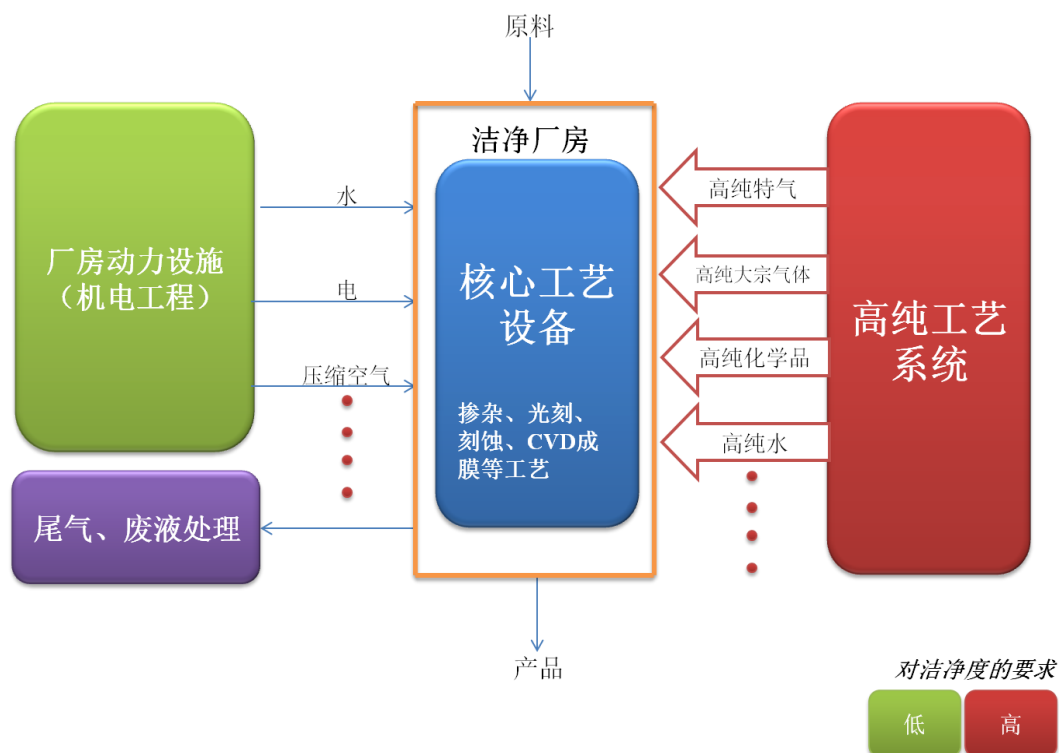 原料
洁净厂房
厂房动力设施
（机电工程）
水
电
压缩空气
尾气、废液处理
核心工艺
设备
掺杂、光刻、
刻蚀、CVD成
膜等工艺
高纯特气
高纯大宗气体
高纯化学品
高纯水
高纯工艺
系统
产品
对洁净度的要求
低
高